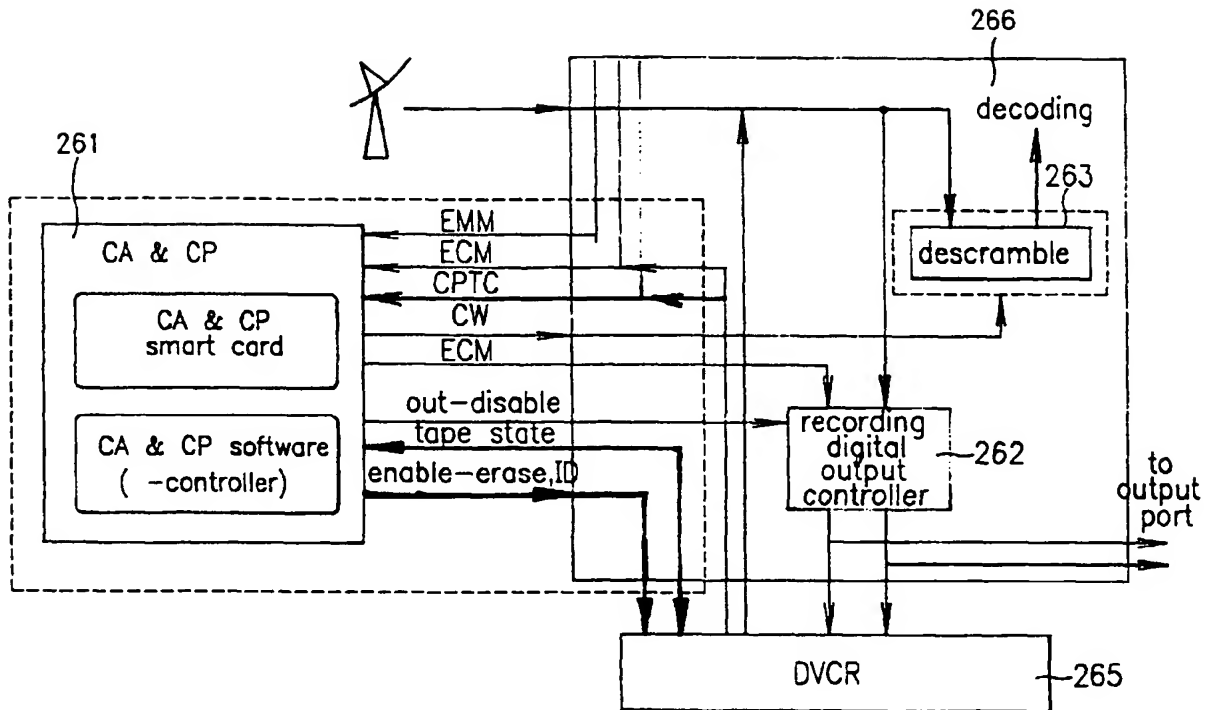 266
decoding
261
263
EMM
CA & CP
ECM
descramble
CPTC
CA & CP
smart card
CW
ECM
out-disable
tape state
recording
digital
output
controller
262
CA & CP software
( -controller)
enable-erase,ID
to
output
port
DVCR
265